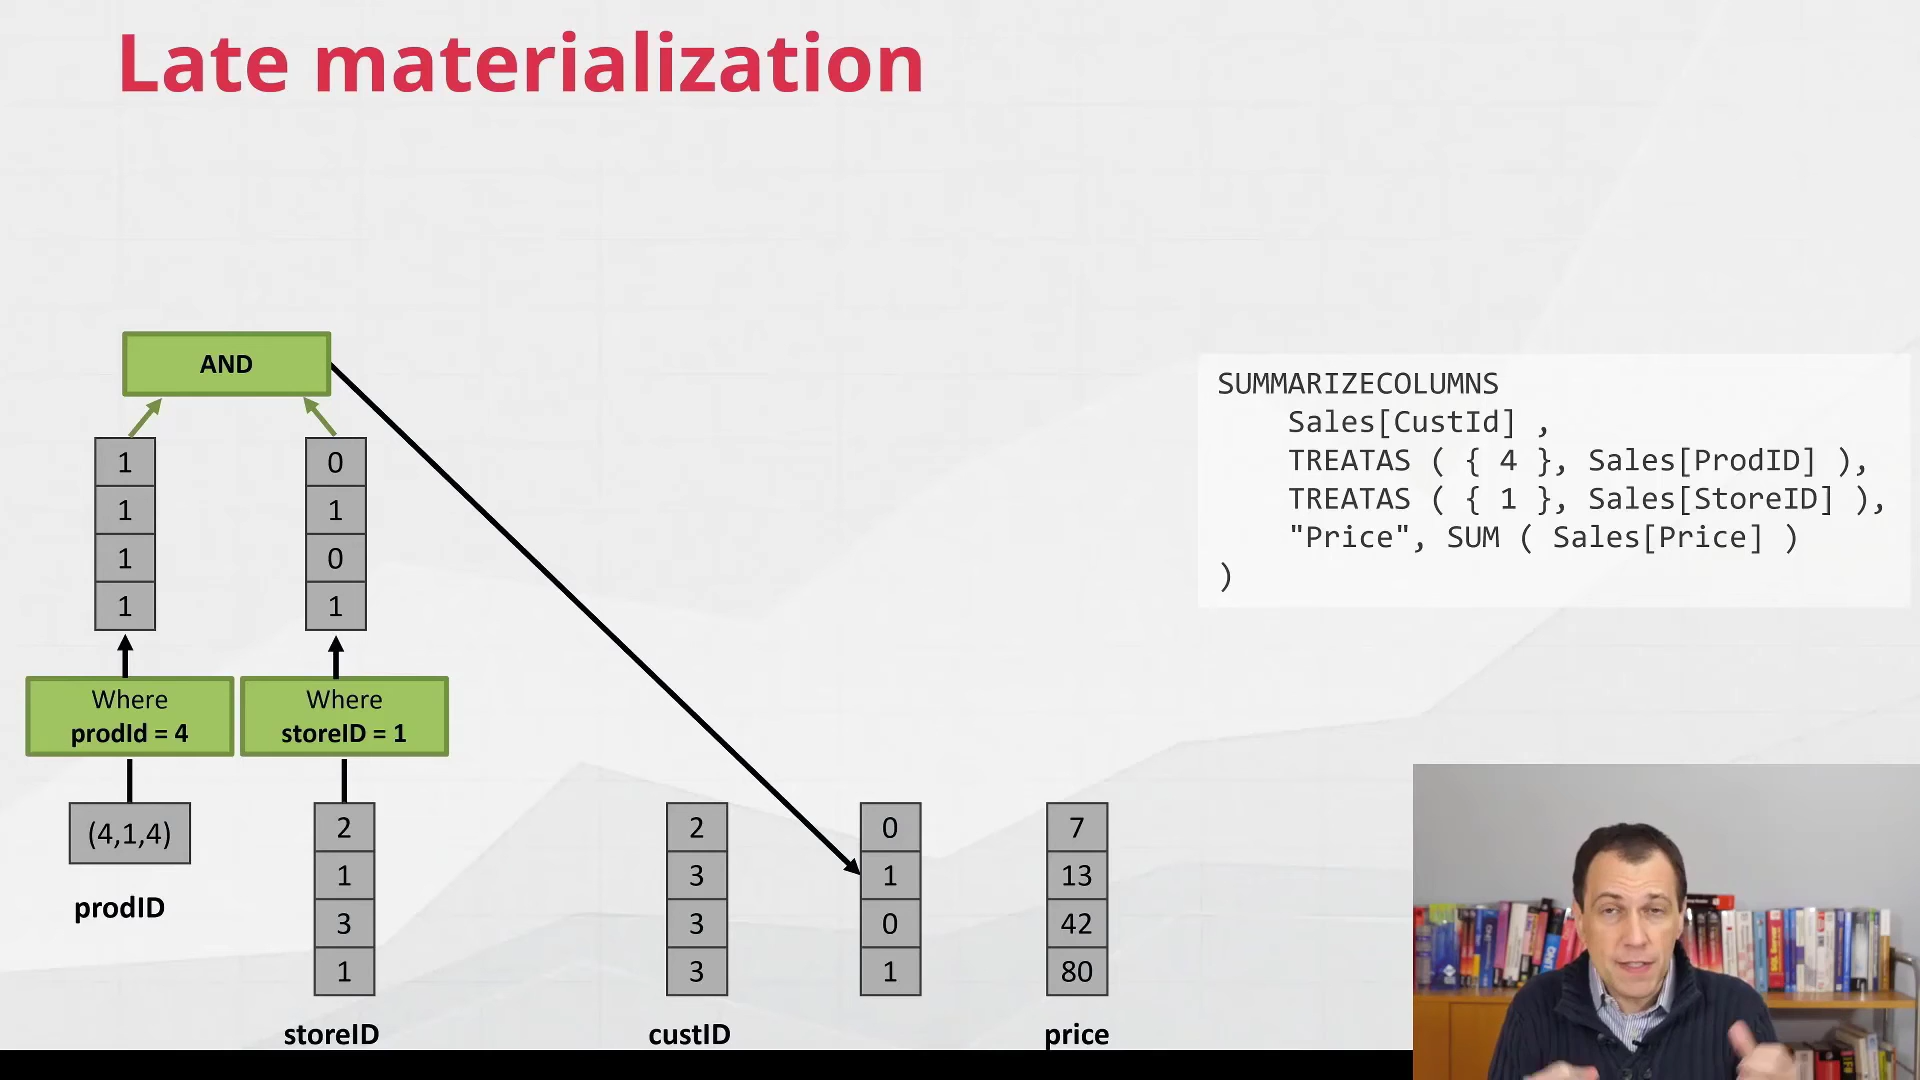 Late materialization
AND
1
1
1
1
0
1
0
1
Where
prodId = 4
Where
storeID = 1
(4,1,4)
prodID
2
1
3
1
storeID
2
3
3
3
custID
0
1
0
1
7
13
42
80
price
SUMMARIZECOLUMNS
Sales[CustId] ,
TREATAS ( { 4 }, Sales[ProdID] ),
TREATAS ( { 1 }, Sales[StoreID] ),
"Price", SUM ( Sales[Price] )
)